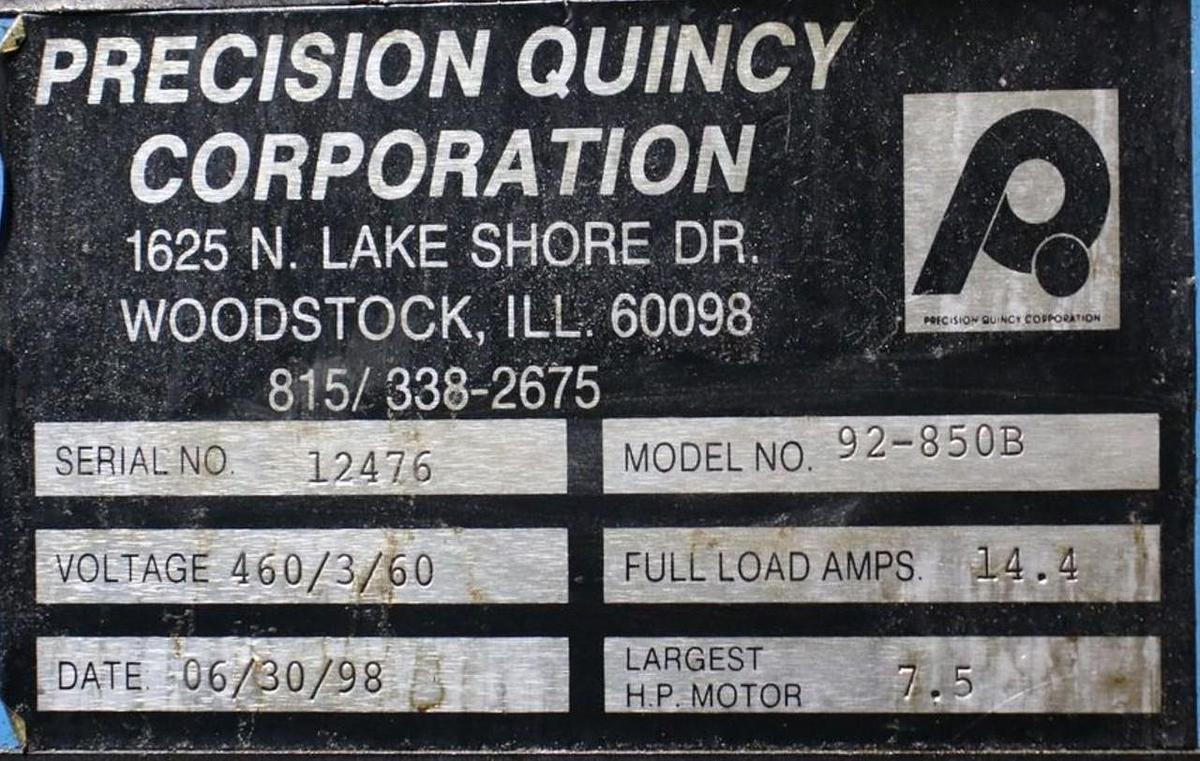 PRECISION QUINCY
CORPORATION
1625 N. LAKE SHORE DR.
WOODSTOCK, ILL. 60098
815/ 338-2675
PRECISION QUINCY CORPORATION
SERIAL NO. 12476
MODEL NO. 92-850B
VOLTAGE 460/3/60
FULL LOAD AMPS. 14.4
DATE 06/30/98
LARGEST
H.P. MOTOR 7.5